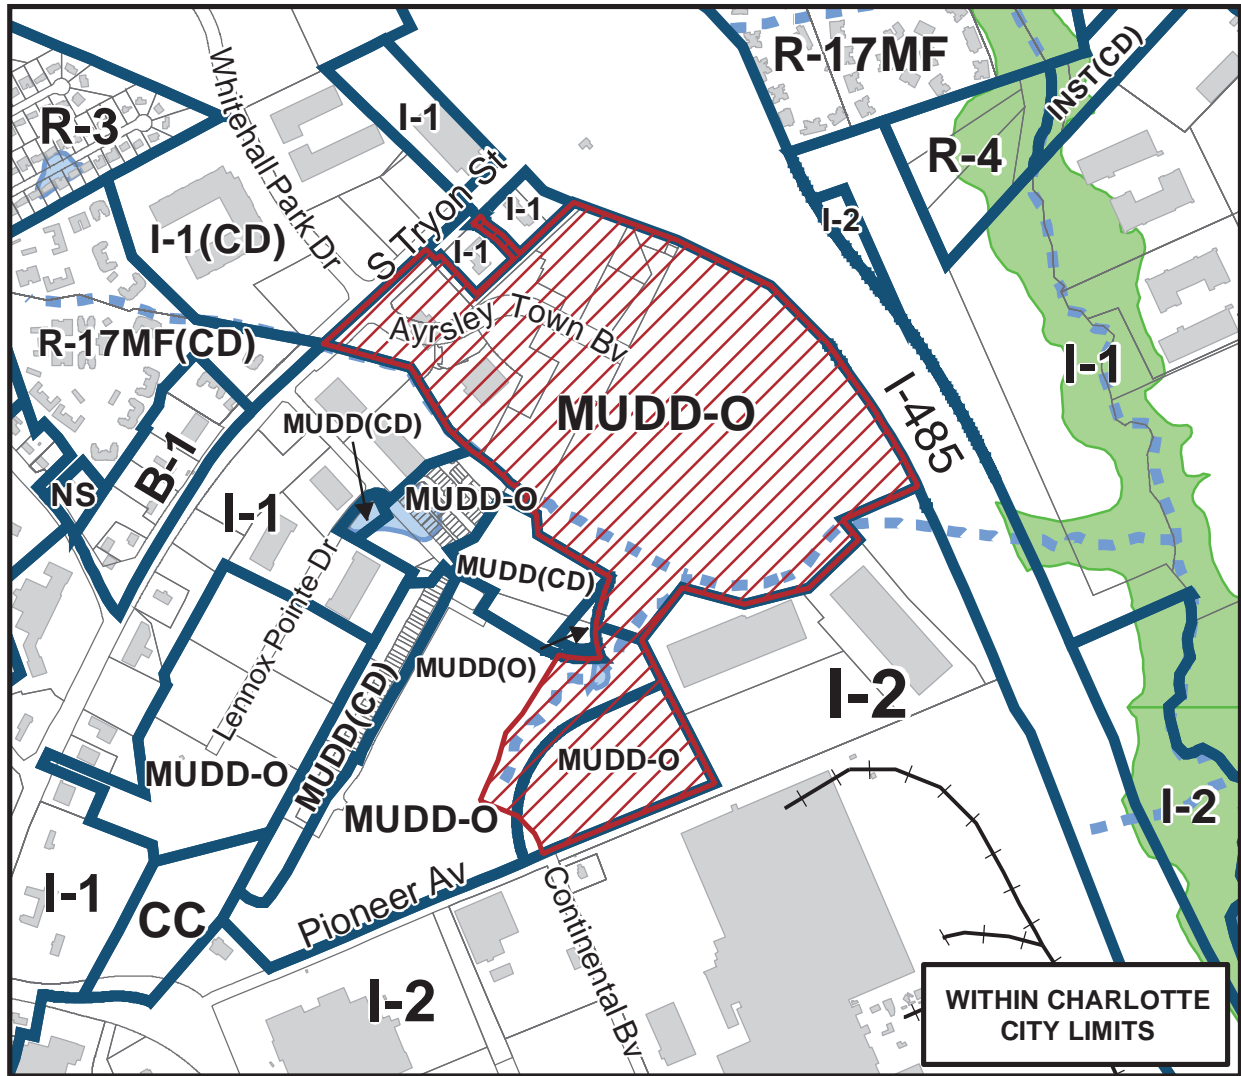 R-17MF
INST(CD)
Whitehall Park Dr
I-1
R-3
R-4
S Tryon St
I-1
I-2
I-1(CD)
I-1
Ayrsley Town Bv
R-17MF(CD)
I-1
I-485
MUDD-O
MUDD(CD)
B-1
NS
MUDD-O
I-1
MUDD(CD)
Lennox Pointe Dr
MUDD(O)
I-2
MUDD(CD)
MUDD-O
MUDD-O
MUDD-O
I-2
Pioneer Av
I-1
CC
Continental Bv
I-2
WITHIN CHARLOTTE
CITY LIMITS